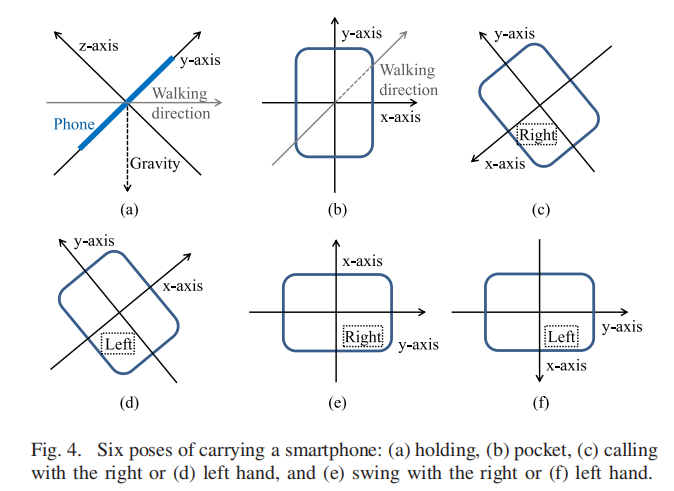 z-axis
y-axis
Walking
direction
Phone
Gravity
(a)
y-axis
Walking
direction
x-axis
(b)
y-axis
Right
x-axis
(c)
y-axis
x-axis
Left
(d)
x-axis
Right
y-axis
(e)
Left
y-axis
x-axis
(f)
Fig. 4. Six poses of carrying a smartphone: (a) holding, (b) pocket, (c) calling
with the right or (d) left hand, and (e) swing with the right or (f) left hand.